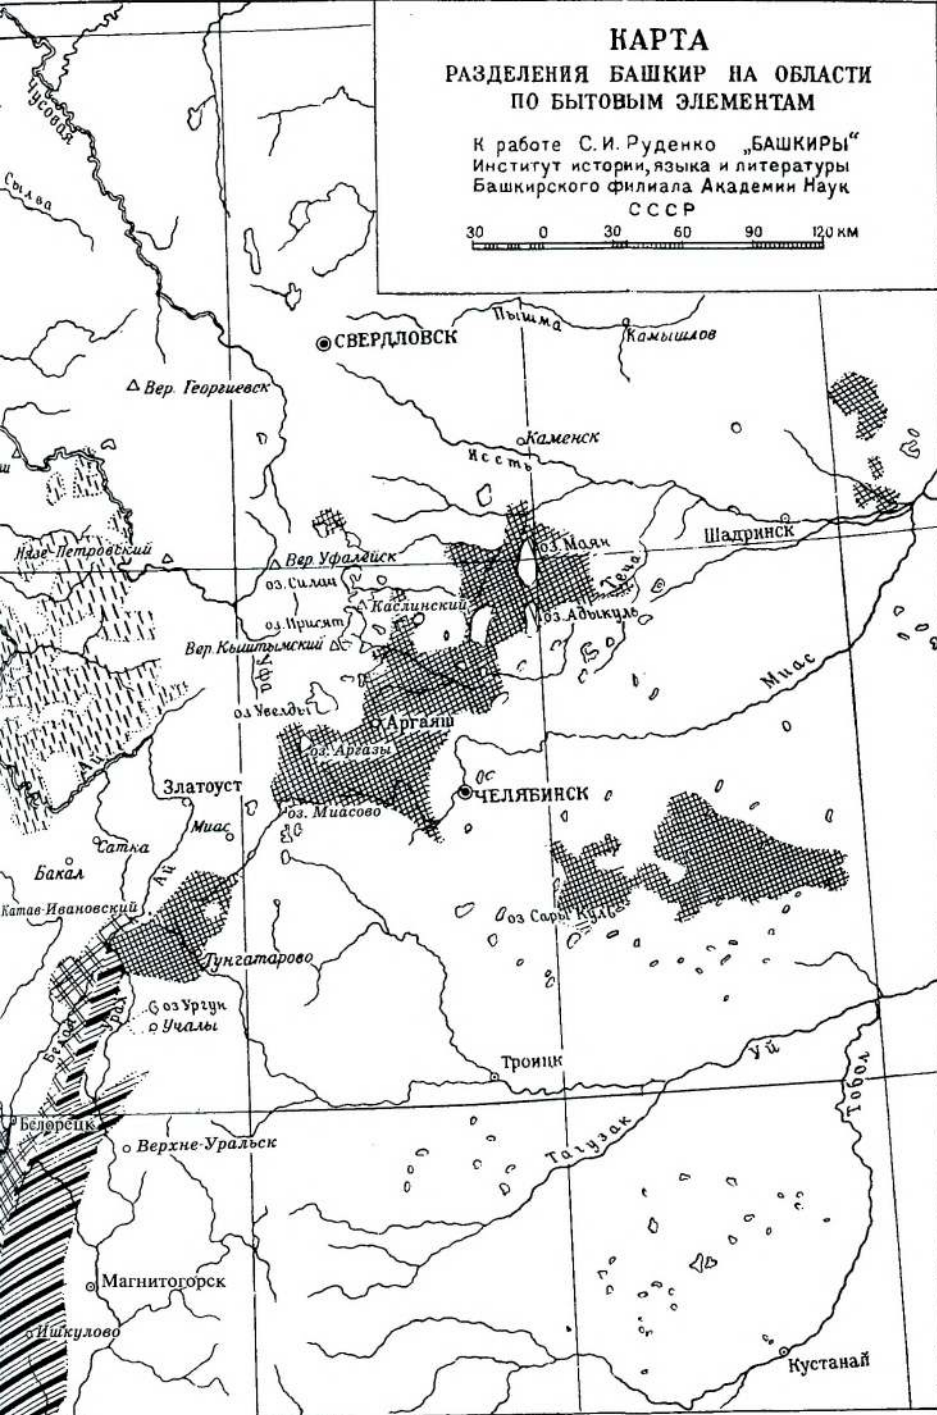 КАРТА
РАЗДЕЛЕНИЯ БАШКИР НА ОБЛАСТИ
ПО БЫТОВЫМ ЭЛЕМЕНТАМ
К работе С.И. Руденко „БАШКИРЫ“
Институт истории, языка и литературы
Башкирского филиала Академии Наук
СССР
30 0 30 60 90 120 км
Чусовая
Сылва
Пышма
Камышлов
СВЕРДЛОВСК
Вер. Георгиевск
Каменск
Исеть
Шадринск
Нязе-Петровский
Вер. Уфалейск
оз. Маян
оз. Силач
Теча
Каслинский
оз. Адыкуль
оз. Иристят
Вер. Кыштымский
Уфа
Миас
оз Увелды
Аргаяш
оз. Аргазы
Ай
Златоуст
ЧЕЛЯБИНСК
оз. Миасово
Миас
Сатка
Бакал
Ай
Катав-Ивановский
оз Сары Куль
Тунгатарово
Урал
оз Ургун
Учалы
Белая
Троицк
Уй
Тобол
Белорецк
Верхне-Уральск
Тагузак
Магнитогорск
Ишкулово
Кустанай